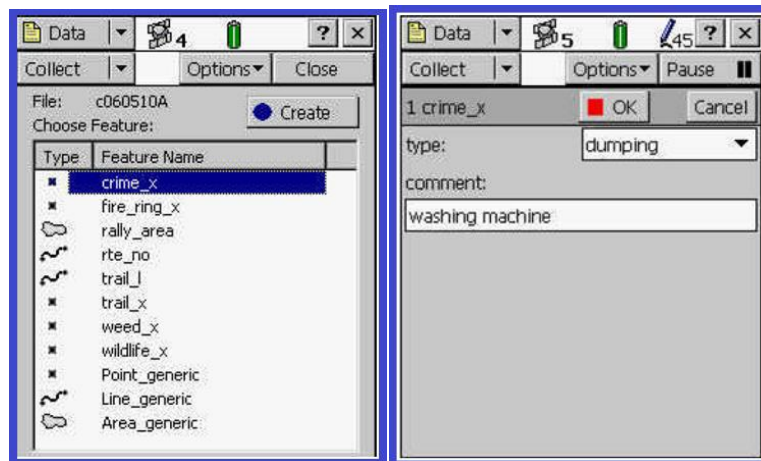 Data 4 ? ×
Collect Options Close
File: c060510A
Choose Feature:
Create
Type Feature Name
crime_x
fire_ring_x
rally_area
rte_no
trail_l
trail_x
weed_x
wildlife_x
Point_generic
Line_generic
Area_generic
Data 5 45 ? ×
Collect Options Pause
1 crime_x OK Cancel
type: dumping
comment:
washing machine